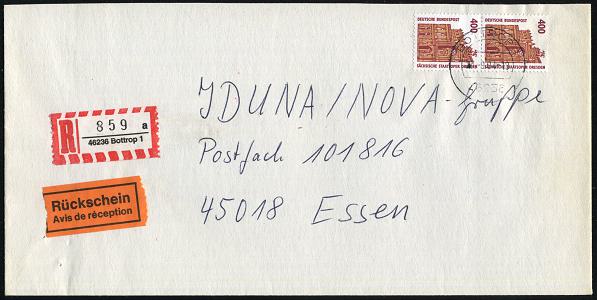 DEUTSCHE BUNDESPOST
400
SÄCHSISCHE STAATSOPER DRESDEN
DEUTSCHE BUNDESPOST
400
SÄCHSISCHE STAATSOPER DRESDEN
JDUNA/NOVA-Gruppe
Postfach 101816
45018 Essen
R 859 a
46236 Bottrop 1
Rückschein
Avis de réception